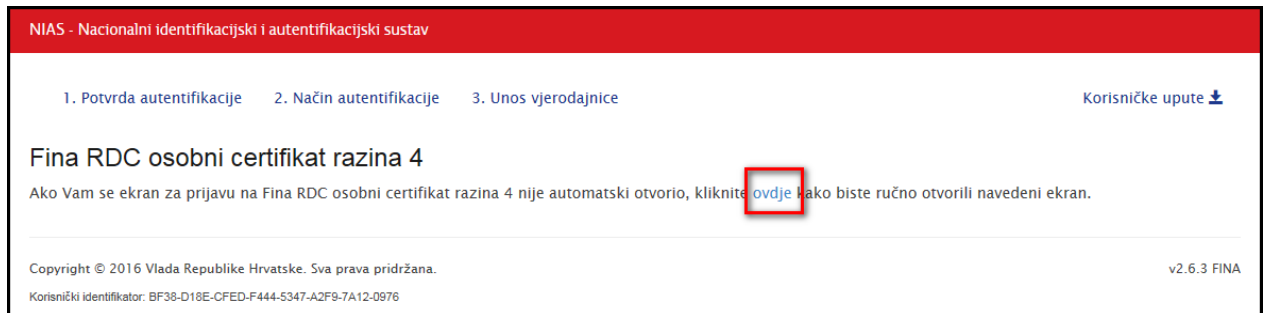 NIAS - Nacionalni identifikacijski i autentifikacijski sustav
1. Potvrda autentifikacije 2. Način autentifikacije 3. Unos vjerodajnice Korisničke upute
Fina RDC osobni certifikat razina 4
Ako Vam se ekran za prijavu na Fina RDC osobni certifikat razina 4 nije automatski otvorio, kliknite ovdje kako biste ručno otvorili navedeni ekran.
Copyright © 2016 Vlada Republike Hrvatske. Sva prava pridržana. v2.6.3 FINA
Korisnički identifikator: BF38-D18E-CFED-F444-5347-A2F9-7A12-0976